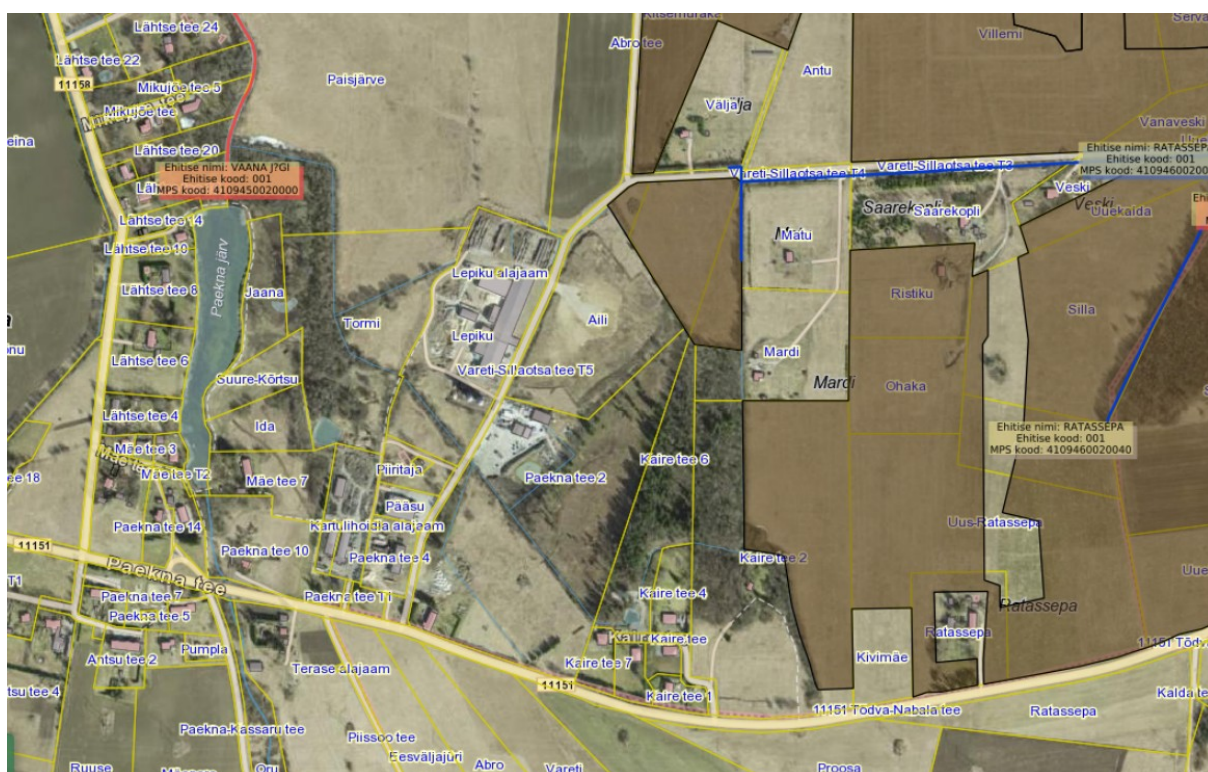 Lähtse tee 24
Kitsemuraka
Abro tee
Villemi
Lähtse tee 22
11158
Mikujõe tee 5
Paisjärve
Antu
Väljaja
Mikujõe tee
Vanaveski
Lähtse tee 20
Ehitise nimi: VAANA J?GI
Ehitise kood: 001
MPS kood: 4109450020000
Ehitise nimi: RATASSEPA
Ehitise kood: 001
MPS kood: 41094600200
Vareti-Sillaotsa tee T4
Vareti-Sillaotsa tee T3
Veski
Veski
Saarekopli
Saarekopli
Uuekalda
Lähtse tee 14
Lähtse tee 10
Matu
Lepiku alajaam
Paekna järv
Lähtse tee 8
Jaana
Ristiku
Silla
Tormi
Aili
Lepiku
Mardi
Mardi
Lähtse tee 6
Vareti-Sillaotsa tee T5
Suure-Kõrtsu
Ohaka
Lähtse tee 4
Ida
Ehitise nimi: RATASSEPA
Ehitise kood: 001
MPS kood: 4109460020040
Mäe tee 3
Mäe tee T2
Mäe tee 7
Piiritaja
Kaire tee 6
Paekna tee 2
Pääsu
Kartulihoidla alajaam
Uus-Ratassepa
Paekna tee 14
Paekna tee 10
Paekna tee 4
Kaire tee 2
11151
Paekna tee
Paekna tee 7
Paekna tee T1
Kaire tee 4
Ratassepa
Paekna tee 5
Ratassepa
Antsu tee 2
Pumpla
Kaire tee
Kaire tee 7
Kivimäe
Terase alajaam
11151
Kaire tee 1
11151 Tõdva-Nabala tee
Ratassepa
Paekna-Kassaru tee
Piissoo tee
Eesväljajüri
Ruuse
Oru
Abro
Vareti
Proosa